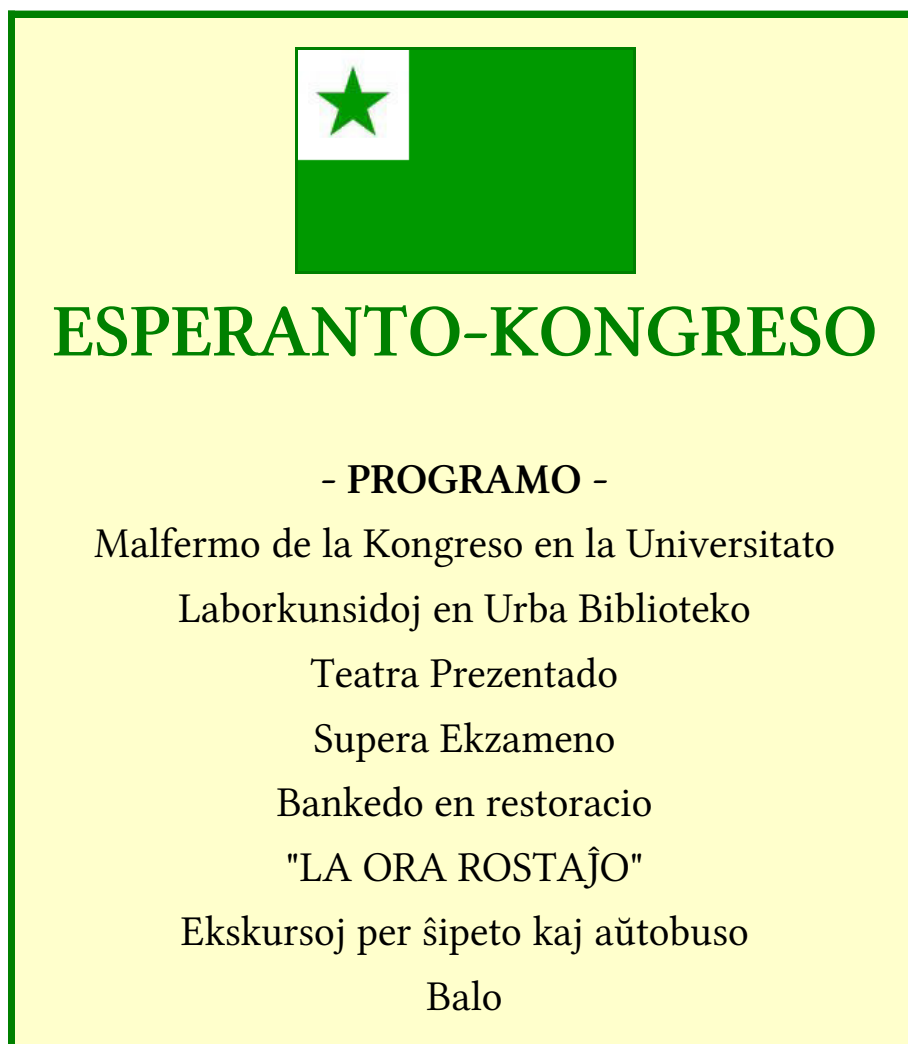 ESPERANTO-KONGRESO
- PROGRAMO -
Malfermo de la Kongreso en la Universitato
Laborkunsidoj en Urba Biblioteko
Teatra Prezentado
Supera Ekzameno
Bankedo en restoracio
"LA ORA ROSTAĴO"
Ekskursoj per ŝipeto kaj aŭtobuso
Balo